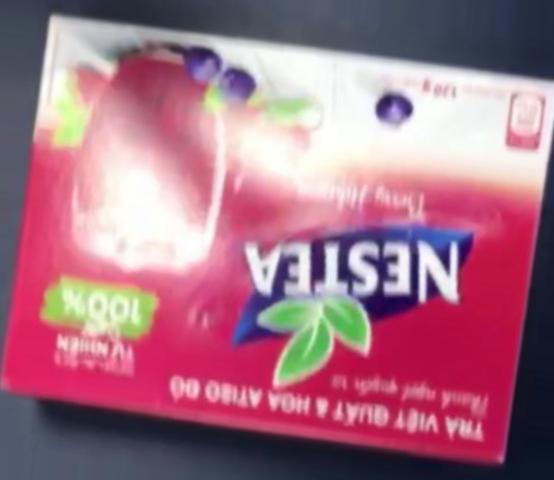 TRÀ VIỆT QUẤT & HOA ATISO ĐỎ
Thanh ngọt quyến rũ
NESTEA
100%
TỰ NHIÊN